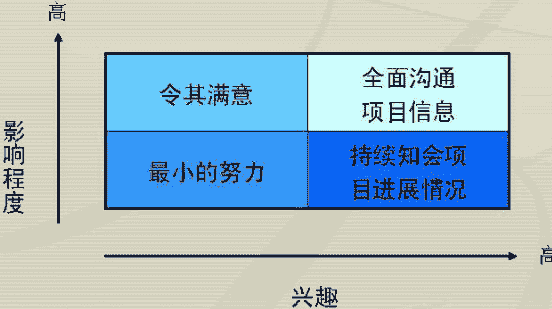 高
影响程度
令其满意
全面沟通
项目信息
最小的努力
持续知会项
目进展情况
高
兴趣